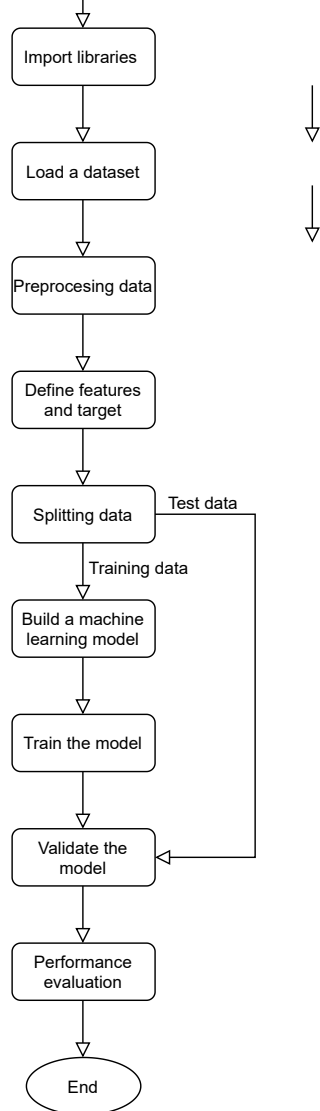 Import libraries
Load a dataset
Preprocesing data
Define features
and target
Splitting data
Test data
Training data
Build a machine
learning model
Train the model
Validate the
model
Performance
evaluation
End